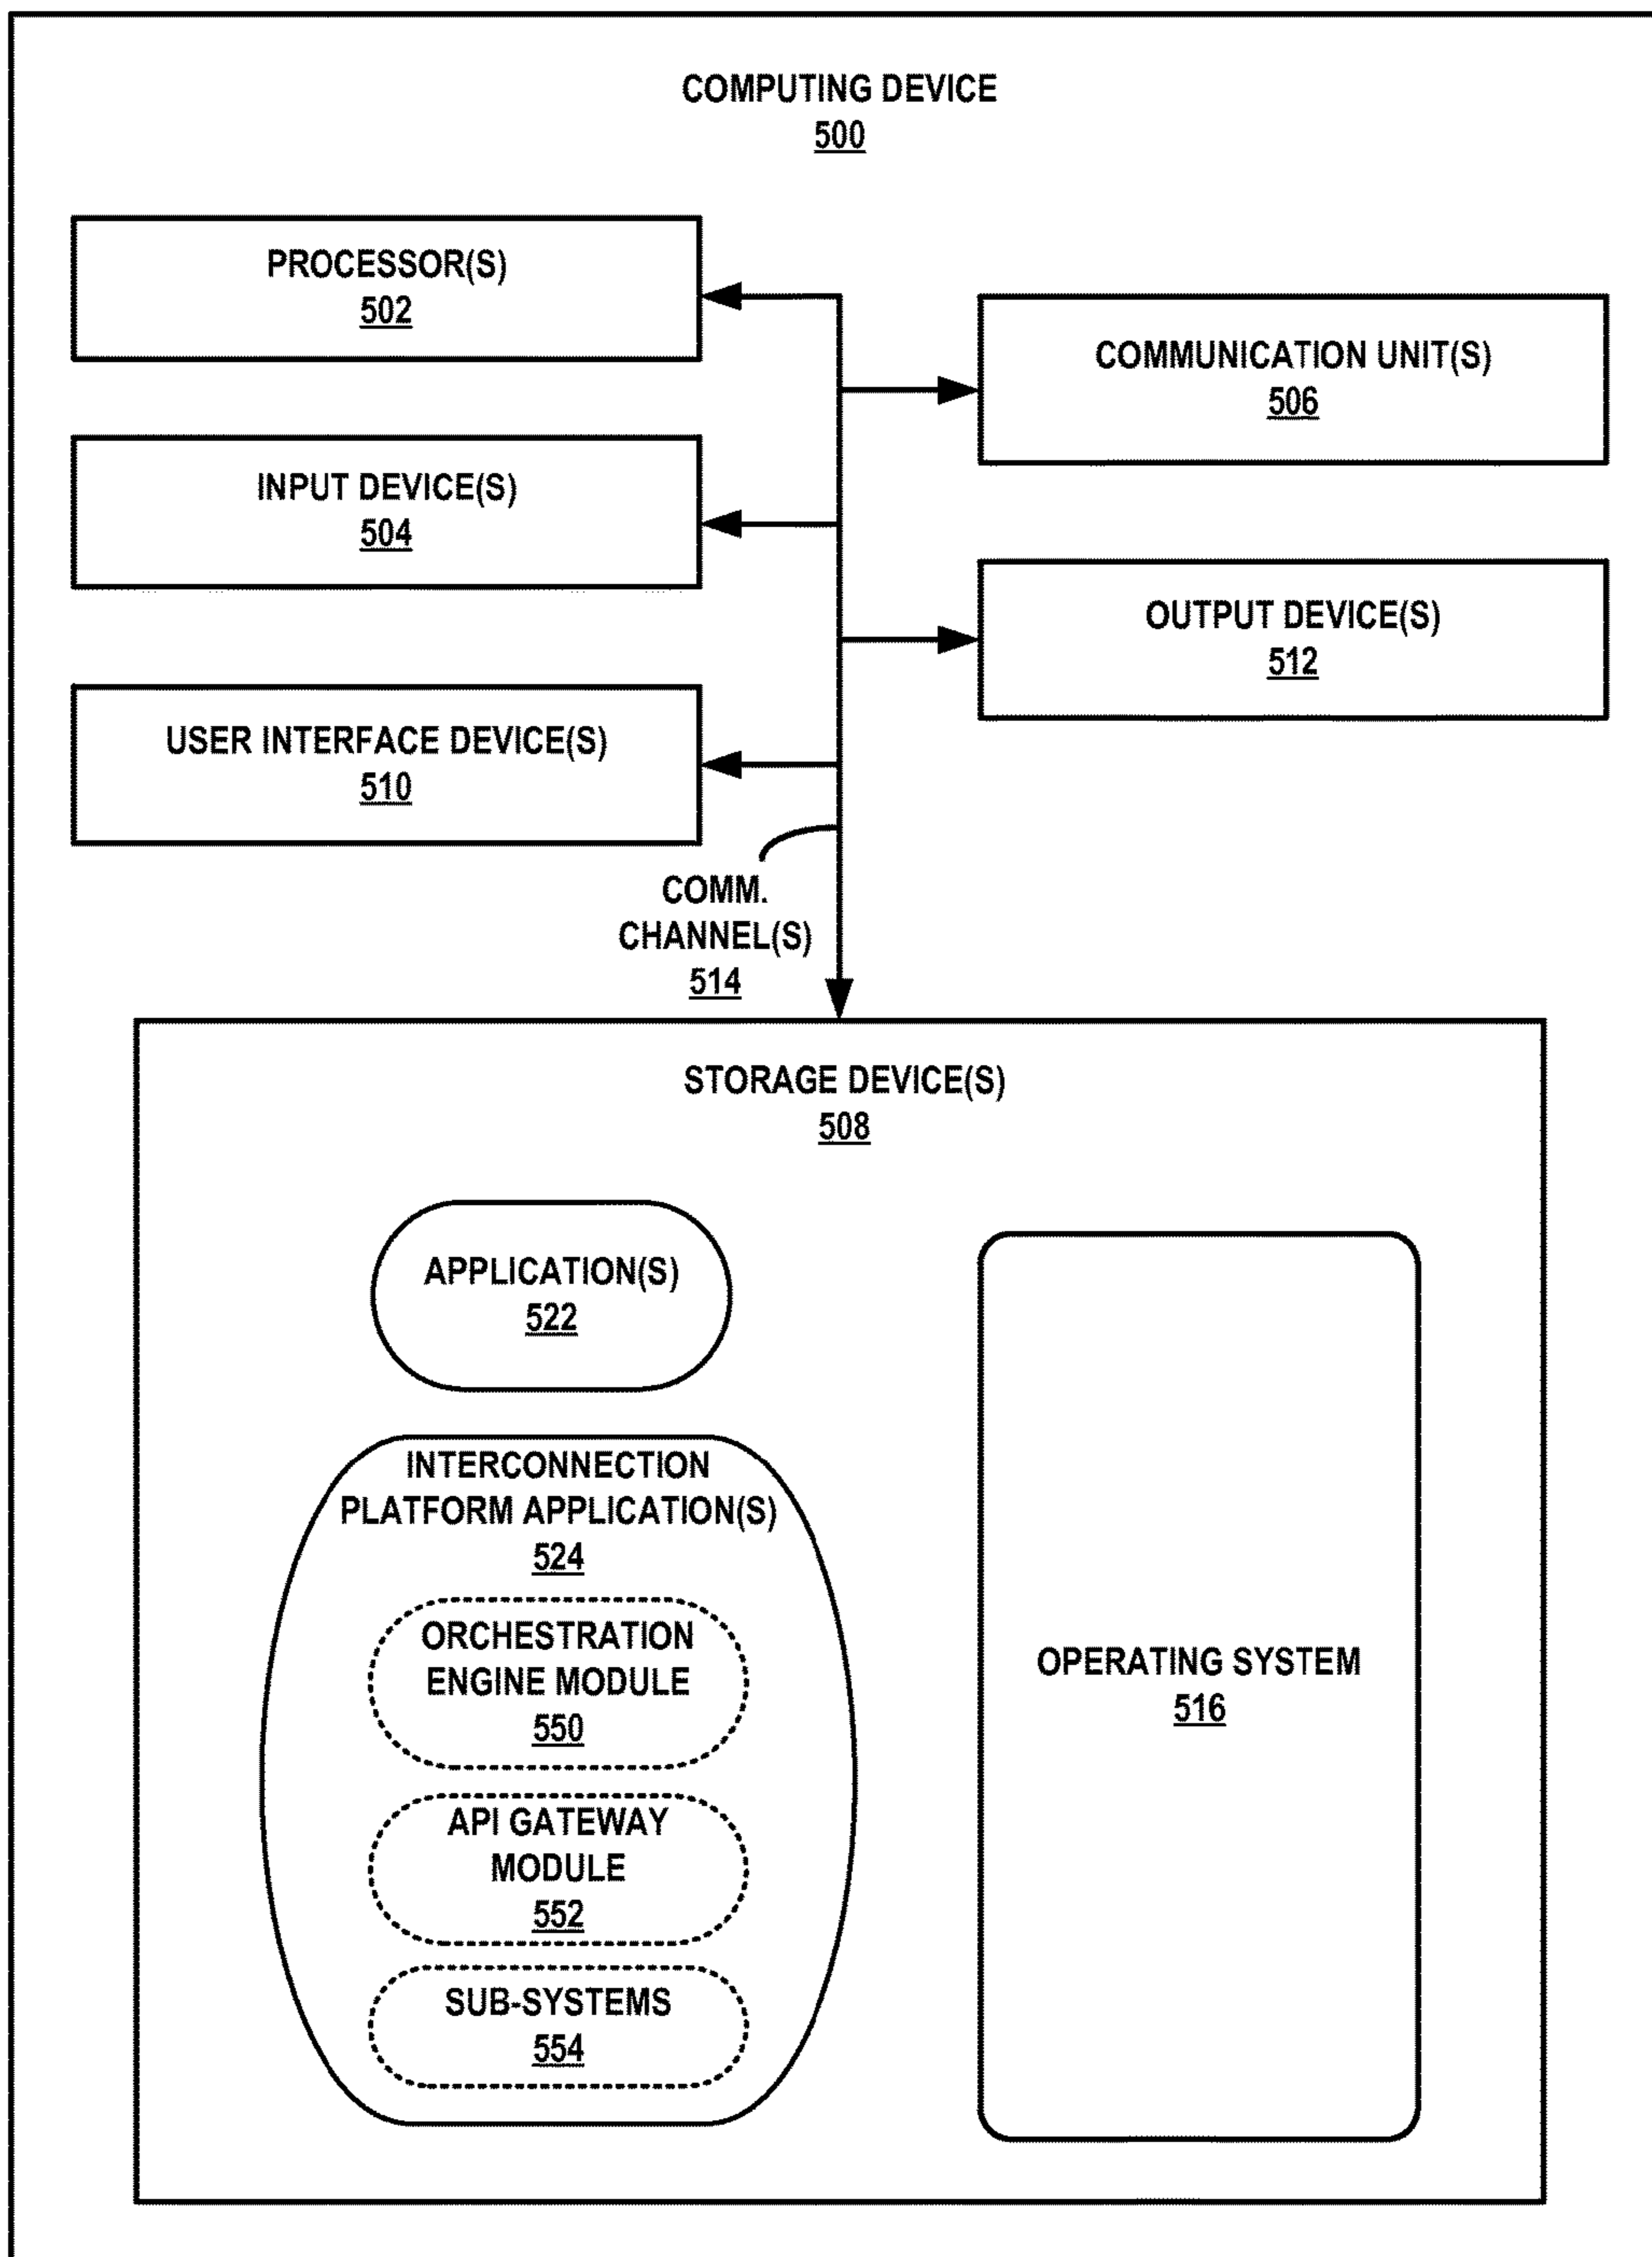 COMPUTING DEVICE
500
PROCESSOR(S)
502
COMMUNICATION UNIT(S)
506
INPUT DEVICE(S)
504
OUTPUT DEVICE(S)
512
USER INTERFACE DEVICE(S)
510
COMM.
CHANNEL(S)
514
STORAGE DEVICE(S)
508
APPLICATION(S)
522
INTERCONNECTION
PLATFORM APPLICATION(S)
524
ORCHESTRATION
ENGINE MODULE
550
API GATEWAY
MODULE
552
SUB-SYSTEMS
554
OPERATING SYSTEM
516